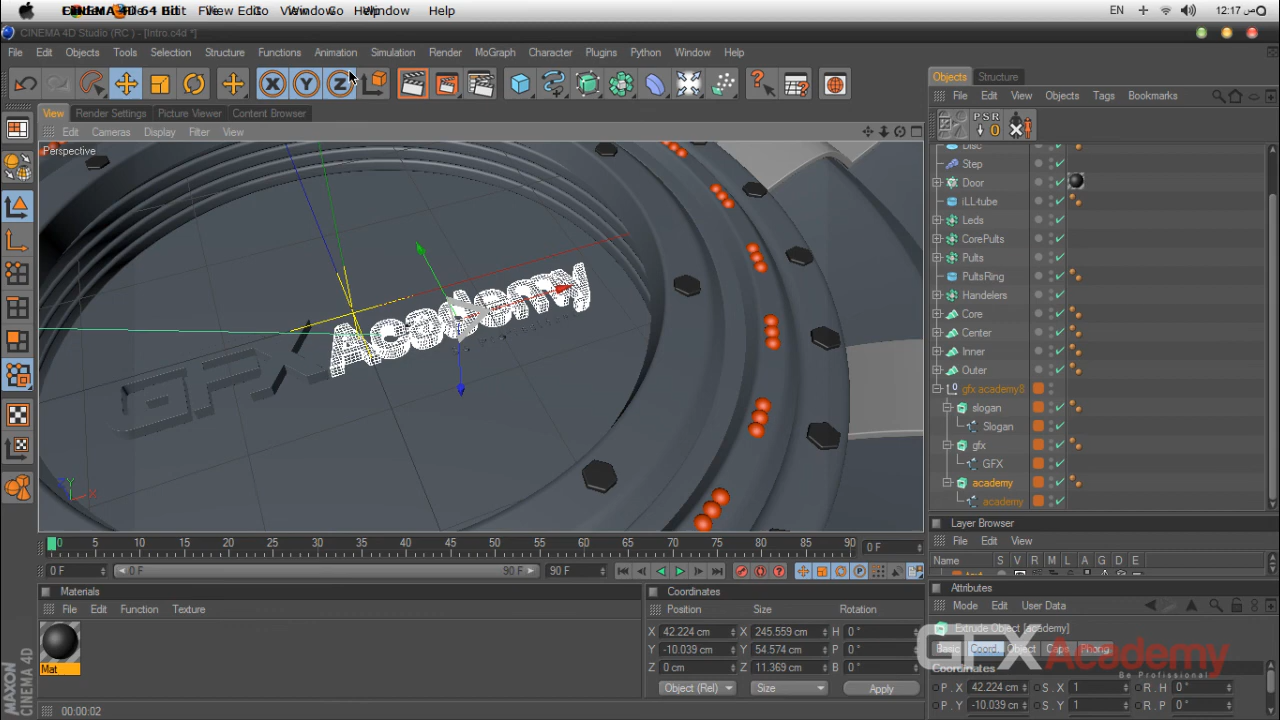 Window Help EN 12:17
CINEMA 4D Studio (RC ) - [Intro.c4d *]
File Edit Objects Tools Selection Structure Functions Animation Simulation Render MoGraph Character Plugins Python Window Help
X Y Z
Objects Structure
View Render Settings Picture Viewer Content Browser
File Edit View Objects Tags Bookmarks
Edit Cameras Display Filter View
PSR 0
Perspective
Disc
Step
Door
iLL-tube
Leds
CorePults
Pults
PultsRing
Handelers
Core
Center
Inner
Outer
gfx academy8
slogan
Slogan
gfx
GFX
academy
academy
GFX Academy
Y X
Layer Browser
File Edit View
Name S V R M L A G D E
0 5 10 15 20 25 30 35 40 45 50 55 60 65 70 75 80 85 90 0 F
0 F 0 F 90 F 90 F
Materials
File Edit Function Texture
Mat
Coordinates
Position Size Rotation
X 42.224 cm X 245.559 cm H 0 °
Y -10.039 cm Y 54.574 cm P 0 °
Z 0 cm Z 11.369 cm B 0 °
Object (Rel) Size Apply
Attributes
Mode Edit User Data
Extrude Object [academy]
Basic Coord. Object Caps Phong
Coordinates
P . X 42.224 cm S . X 1 R . H 0 °
P . Y -10.039 cm S . Y 1 R . P 0 °
GFX Academy
Be Profissional
MAXON
CINEMA 4D
00:00:02